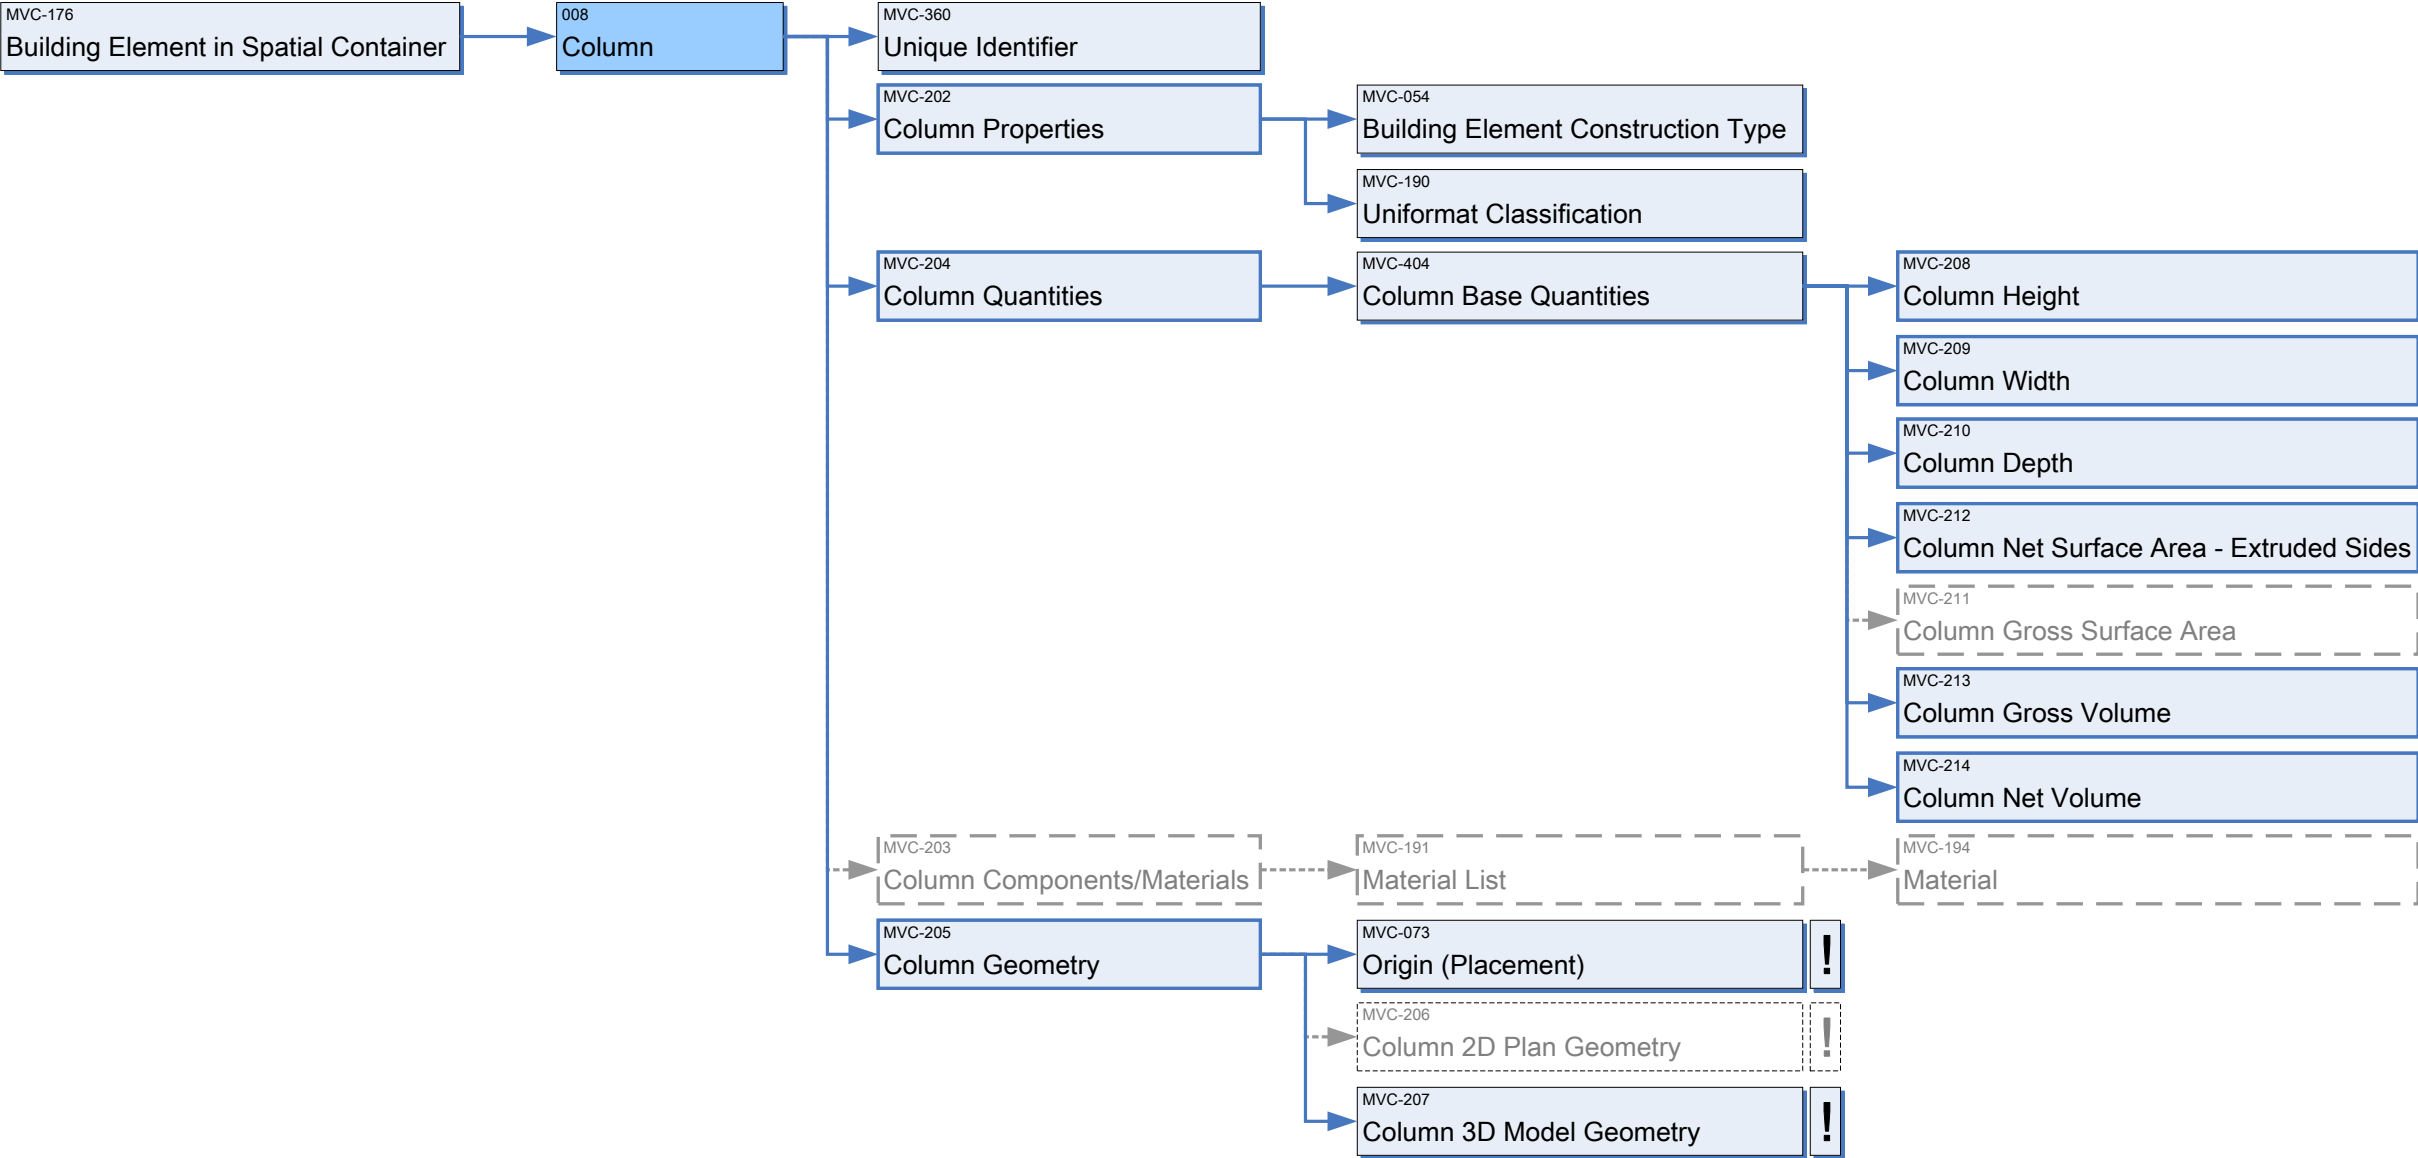 MVC-176
Building Element in Spatial Container
008
Column
MVC-360
Unique Identifier
MVC-202
Column Properties
MVC-054
Building Element Construction Type
MVC-190
Uniformat Classification
MVC-204
Column Quantities
MVC-404
Column Base Quantities
MVC-208
Column Height
MVC-209
Column Width
MVC-210
Column Depth
MVC-212
Column Net Surface Area - Extruded Sides
MVC-211
Column Gross Surface Area
MVC-213
Column Gross Volume
MVC-214
Column Net Volume
MVC-203
Column Components/Materials
MVC-191
Material List
MVC-194
Material
MVC-205
Column Geometry
MVC-073
Origin (Placement)
!
MVC-206
Column 2D Plan Geometry
!
MVC-207
Column 3D Model Geometry
!